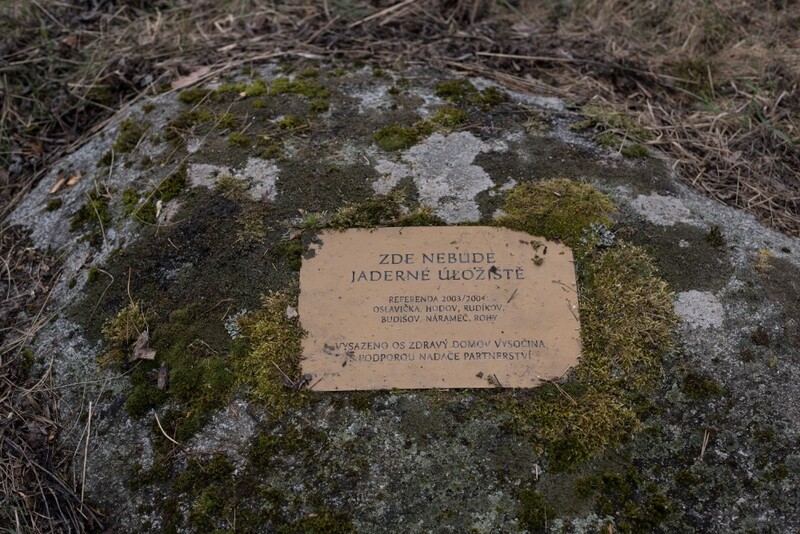 ZDE NEBUDE
JADERNÉ ÚLOŽIŠTĚ
REFERENDA 2003/2004
OSLAVIČKA, HODOV, RUDÍKOV,
BUDIŠOV, NÁRAMEČ, ROHY
VYSAZENO OS ZDRAVÝ DOMOV VYSOČINA
S PODPOROU NADACE PARTNERSTVÍ